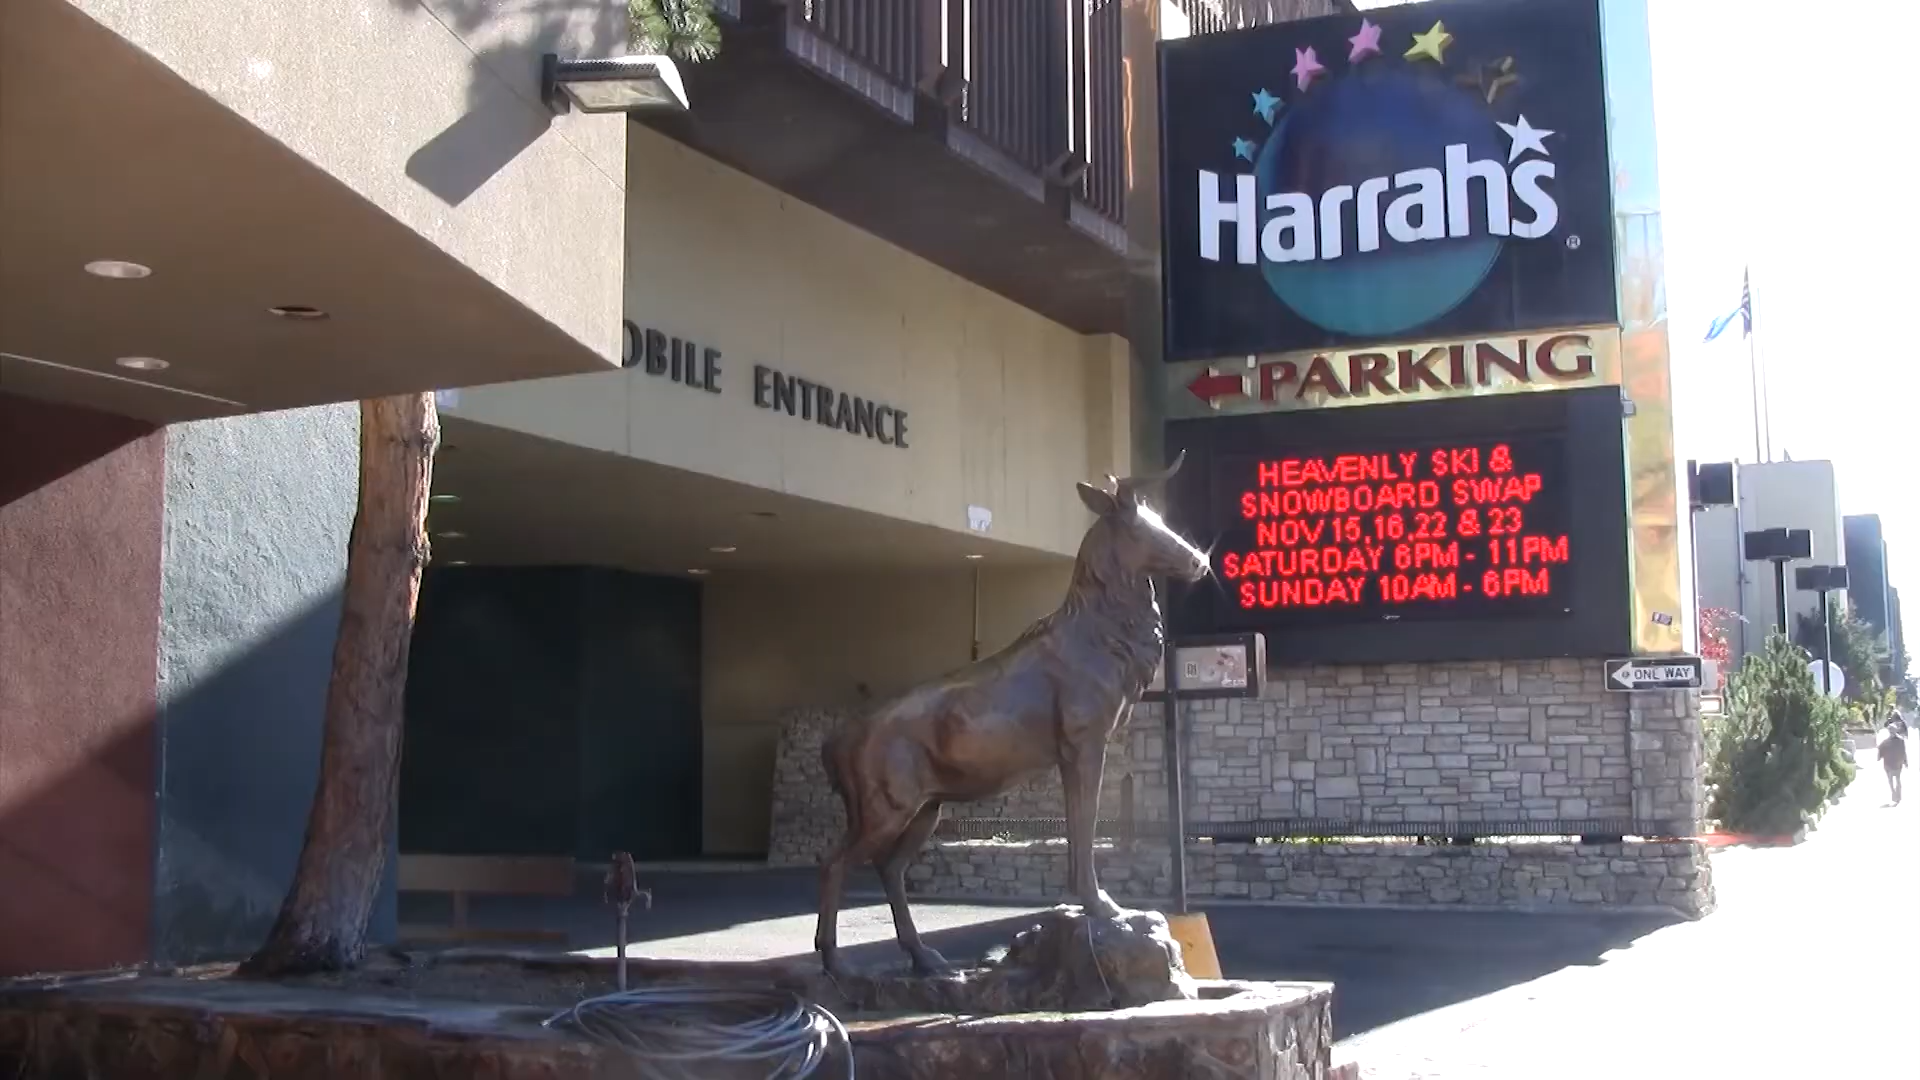 Harrah's
PARKING
HEAVENLY SKI &
SNOWBOARD SWAP
NOV 15,16,22 & 23
SATURDAY 6PM - 11PM
SUNDAY 10AM - 6PM
OBILE ENTRANCE
ONE WAY